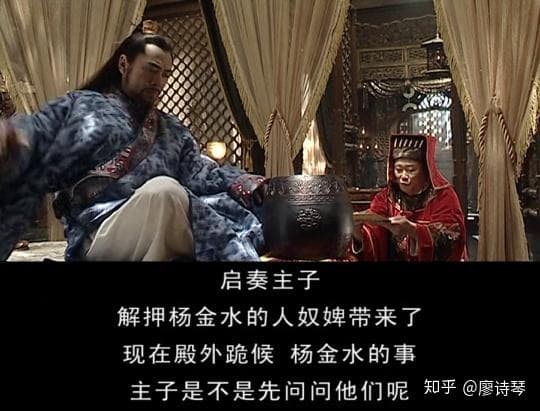 启奏主子
解押杨金水的人奴婢带来了
现在殿外跪候 杨金水的事
主子是不是先问问他们呢
知乎 @廖诗琴